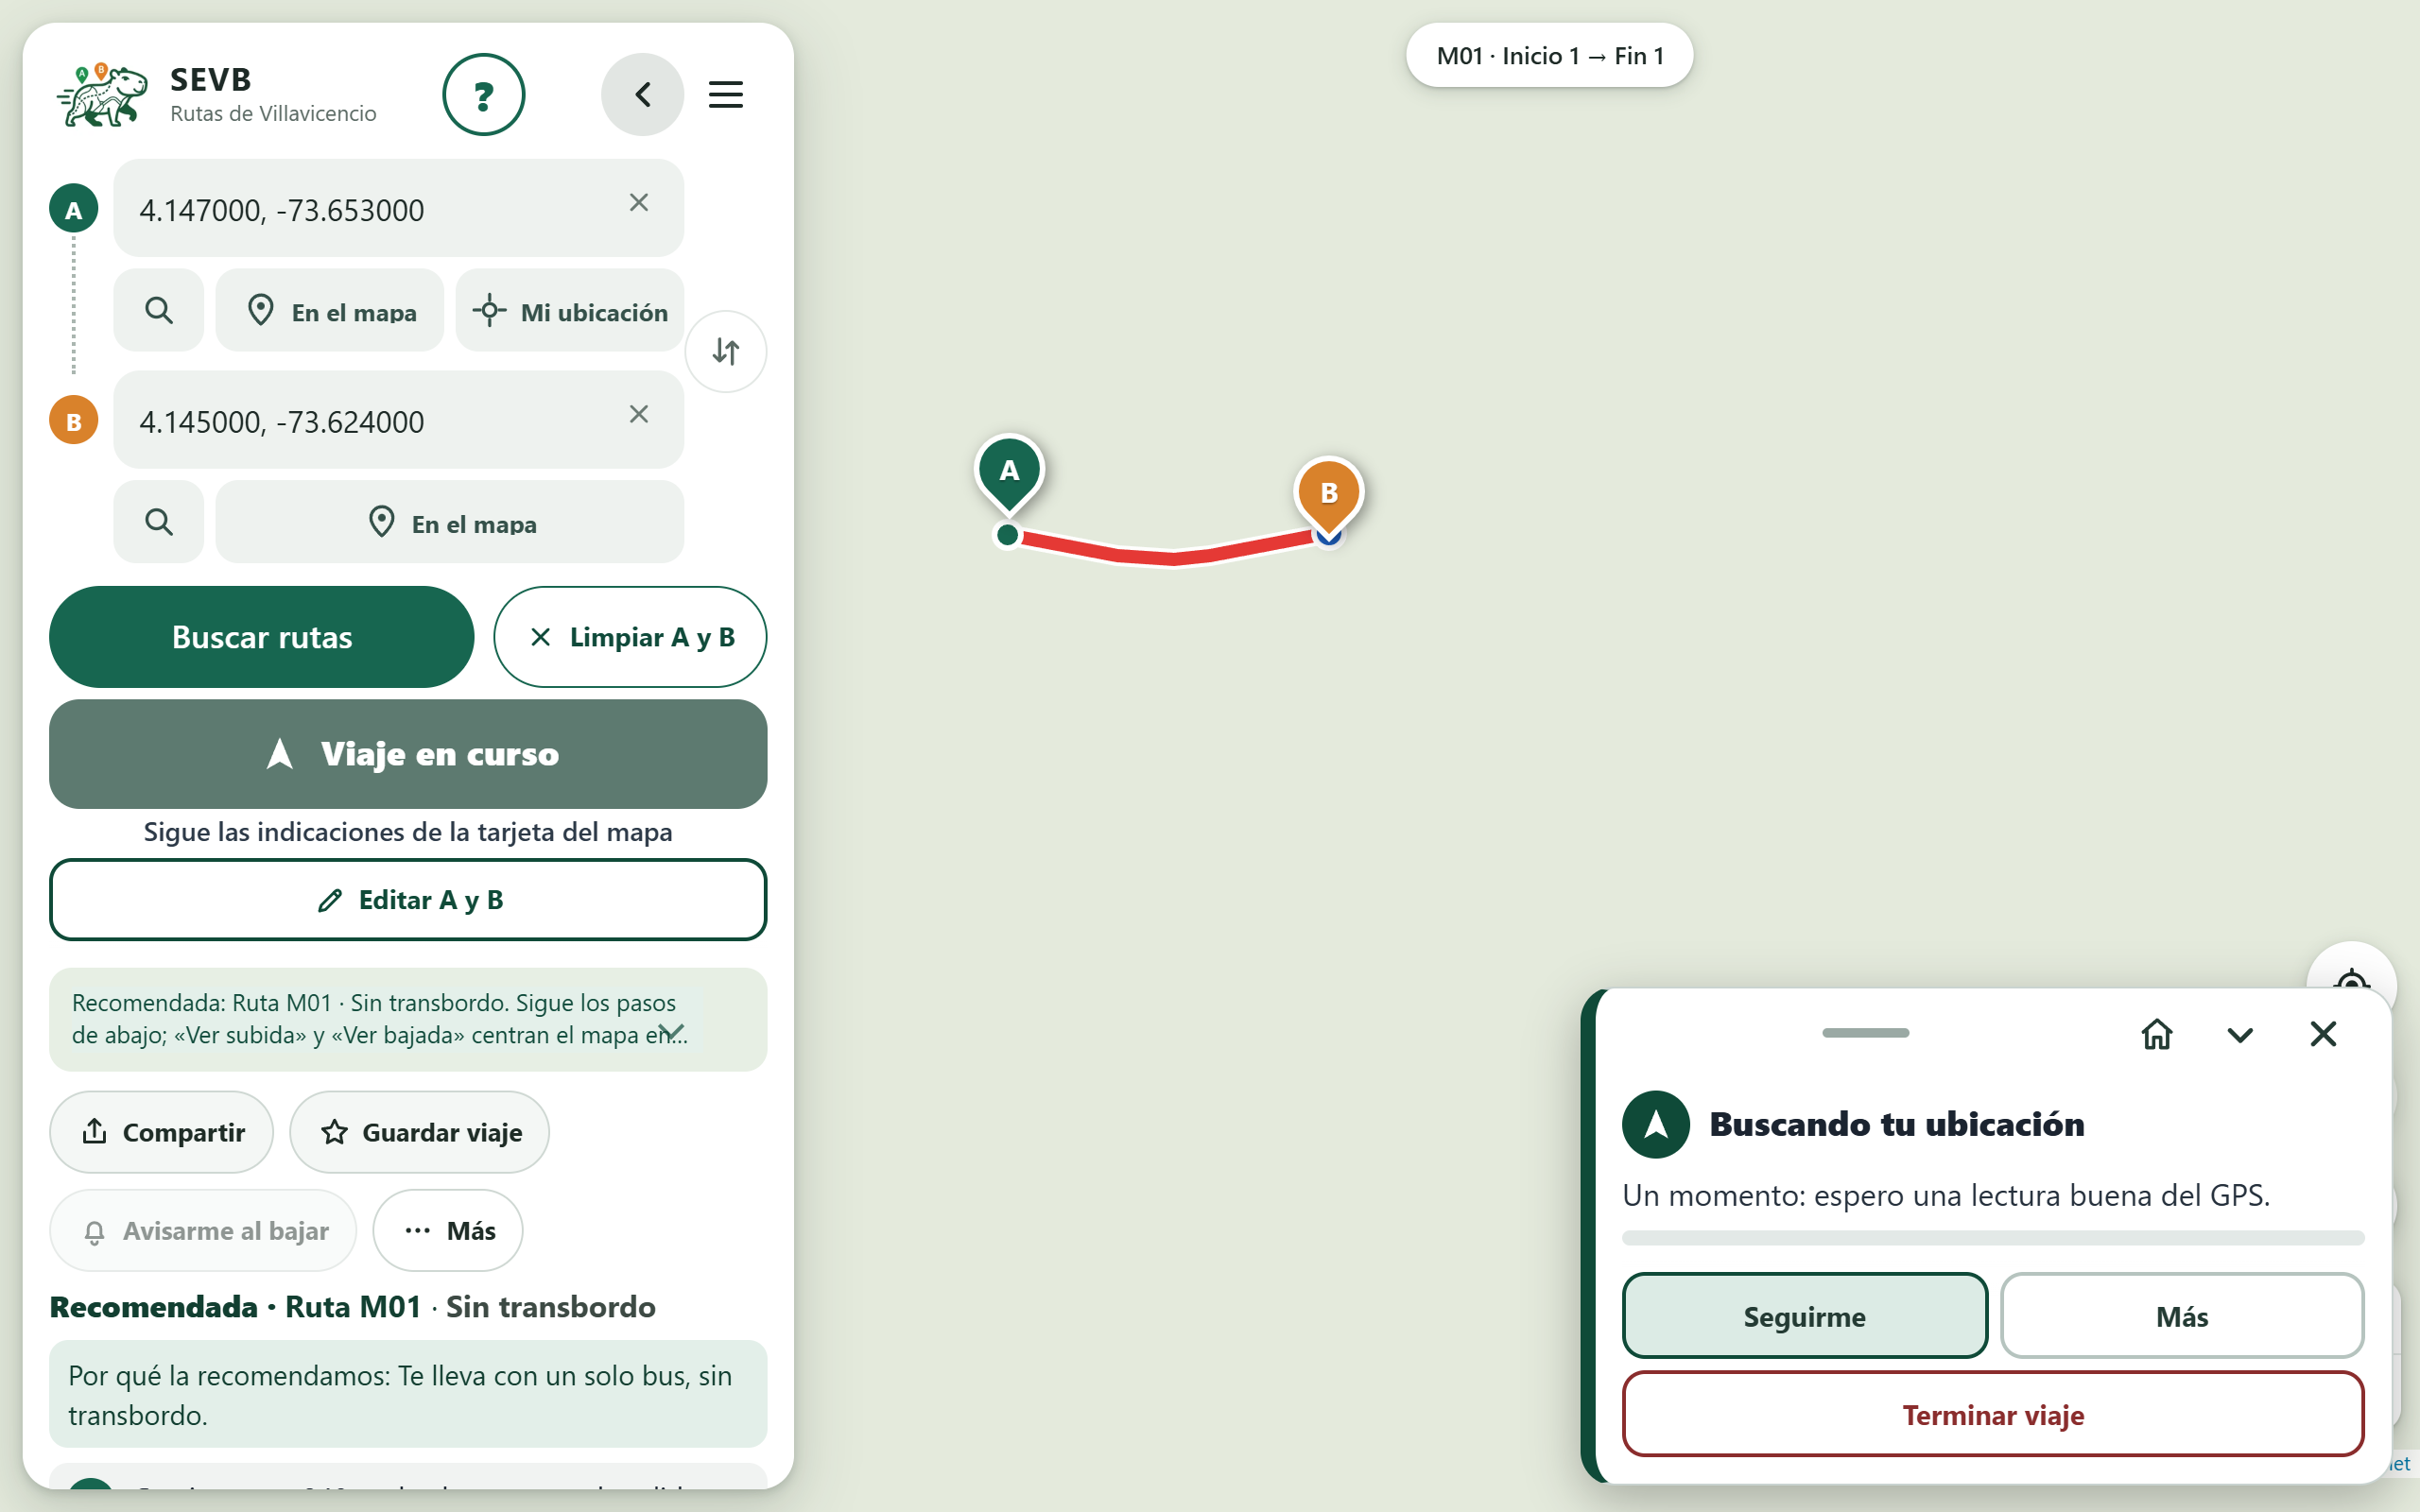 SEVB
Rutas de Villavicencio
?
M01 · Inicio 1 → Fin 1
A
4.147000, -73.653000
En el mapa
Mi ubicación
B
4.145000, -73.624000
En el mapa
A
B
Buscar rutas
Limpiar A y B
Viaje en curso
Sigue las indicaciones de la tarjeta del mapa
Editar A y B
Recomendada: Ruta M01 · Sin transbordo. Sigue los pasos
de abajo; «Ver subida» y «Ver bajada» centran el mapa en...
Compartir
Guardar viaje
Avisarme al bajar
Más
Recomendada · Ruta M01 · Sin transbordo
Por qué la recomendamos: Te lleva con un solo bus, sin
transbordo.
Buscando tu ubicación
Un momento: espero una lectura buena del GPS.
Seguirme
Más
Terminar viaje